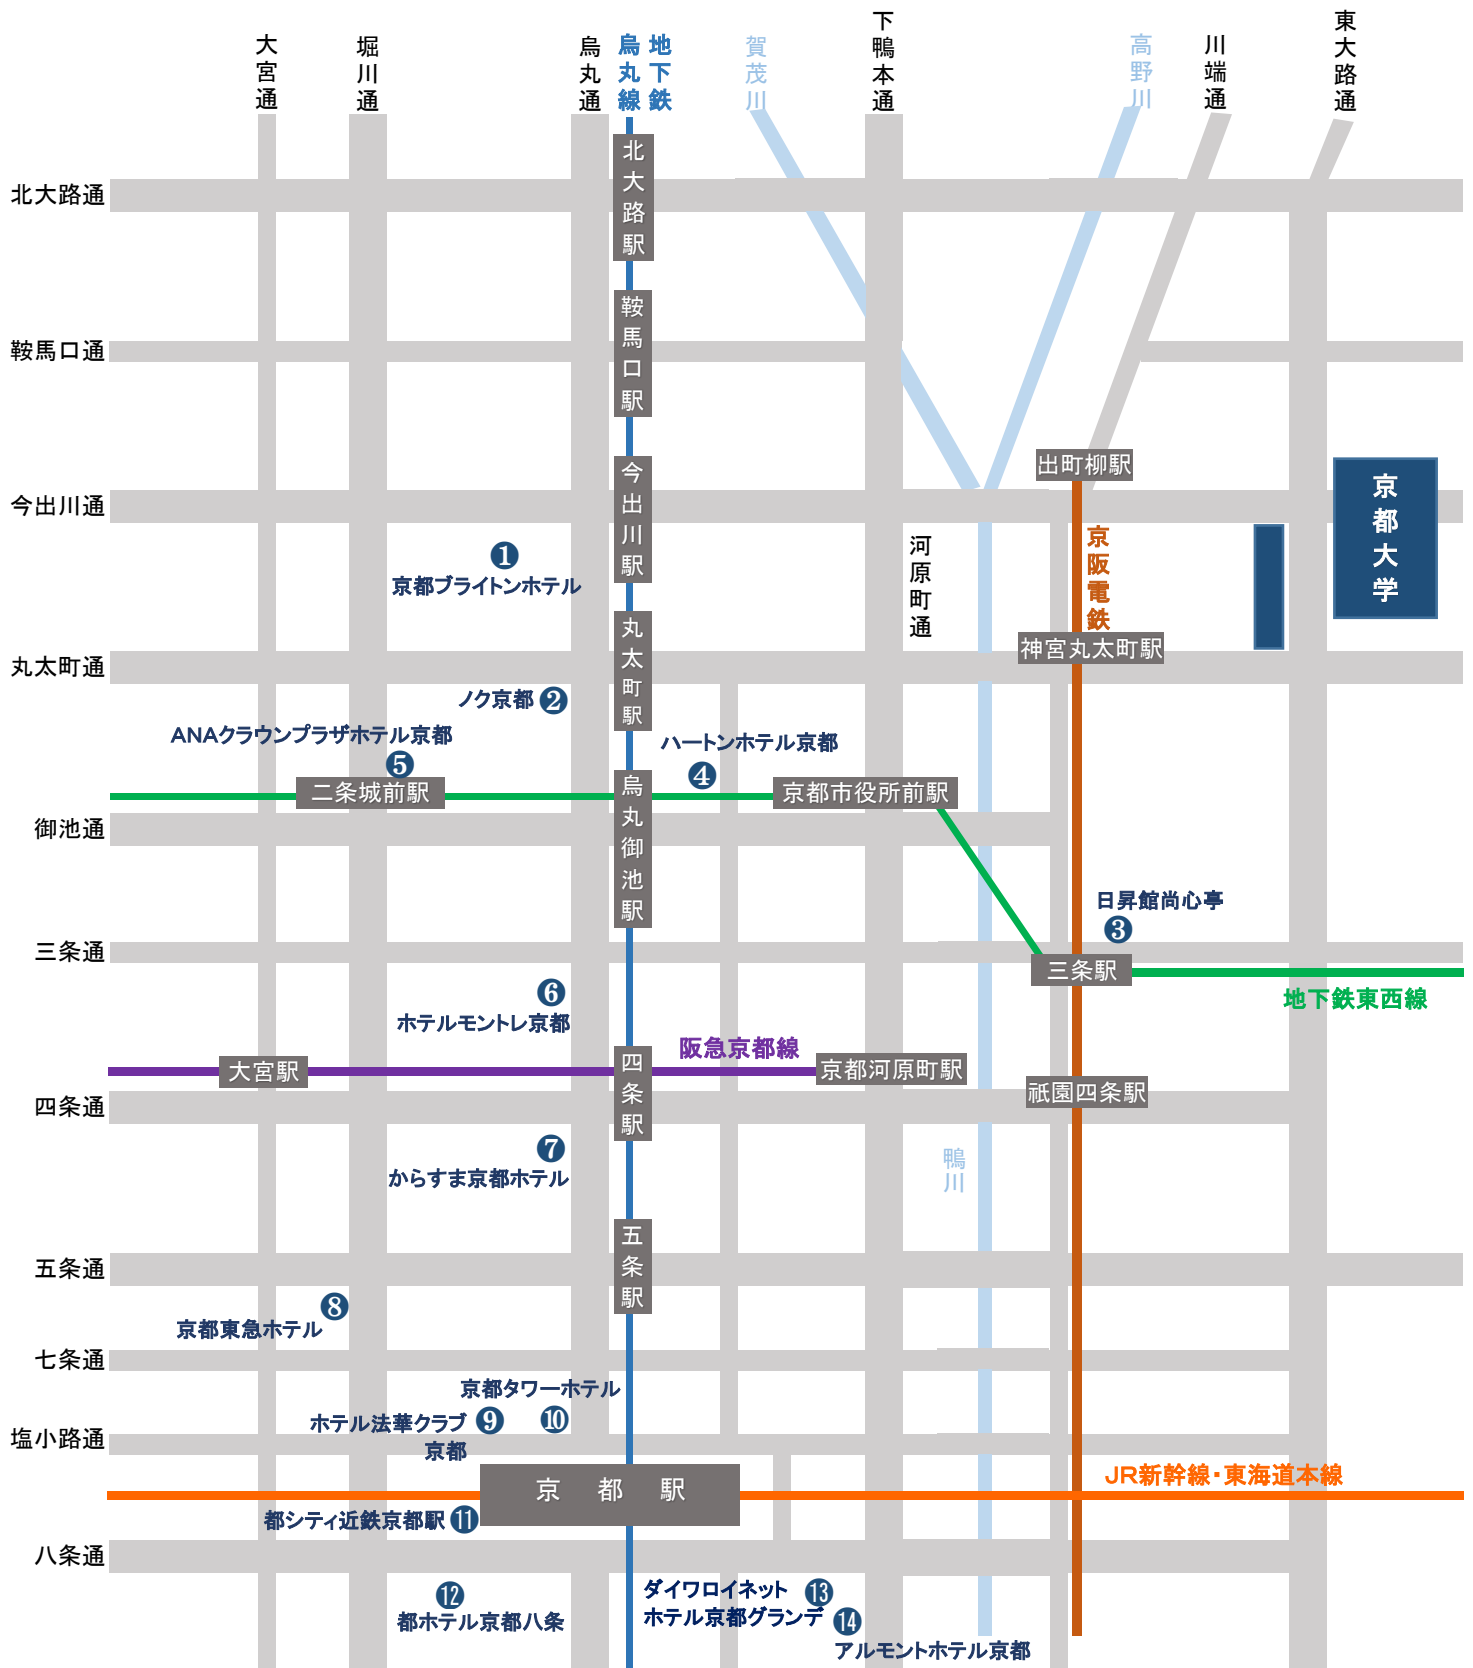 大宮通
堀川通
烏丸通
地下鉄
烏丸線
賀茂川
下鴨本通
高野川
川端通
東大路通
北大路駅
北大路通
鞍馬口駅
鞍馬口通
出町柳駅
今出川駅
今出川通
京都大学
京阪電鉄
河原町通
❶
京都ブライトンホテル
丸太町駅
神宮丸太町駅
丸太町通
ノク京都 ❷
ANAクラウンプラザホテル京都
❺
ハートンホテル京都
❹
二条城前駅
烏丸御池駅
京都市役所前駅
御池通
日昇館尚心亭
❸
三条通
三条駅
地下鉄東西線
❻
ホテルモントレ京都
阪急京都線
大宮駅
四条駅
京都河原町駅
祇園四条駅
四条通
❼
からすま京都ホテル
鴨川
五条駅
五条通
❽
京都東急ホテル
七条通
京都タワーホテル
❿
ホテル法華クラブ ❾
京都
塩小路通
京都駅
JR新幹線・東海道本線
都シティ近鉄京都駅 ⓫
八条通
⓬
都ホテル京都八条
ダイワロイネット ⓭
ホテル京都グランデ
⓮
アルモントホテル京都